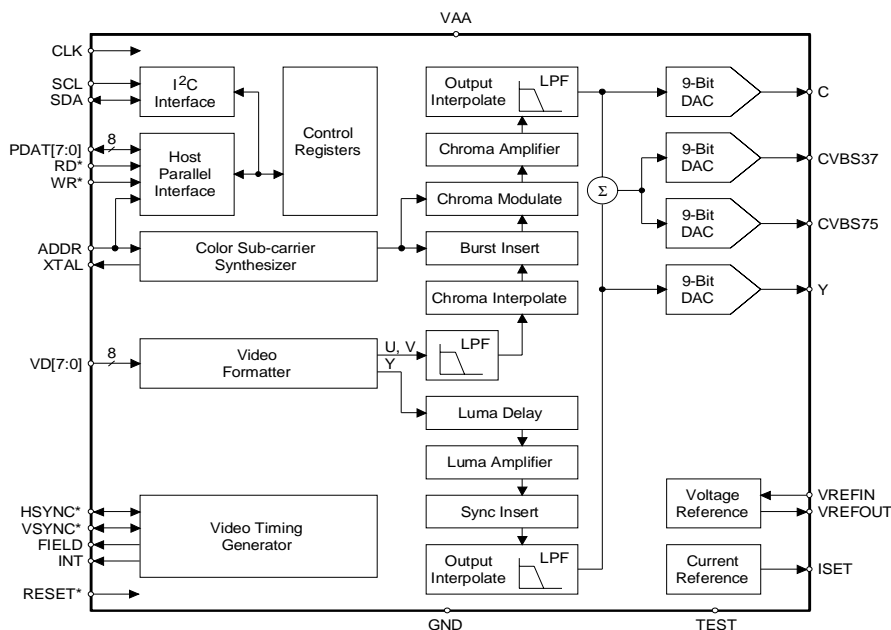 VAA
CLK
SCL
SDA
I²C
Interface
Control
Registers
PDAT[7:0]
8
RD*
WR*
Host
Parallel
Interface
ADDR
XTAL
Color Sub-carrier
Synthesizer
VD[7:0]
8
Video
Formatter
U, V
Y
HSYNC*
VSYNC*
FIELD
INT
Video Timing
Generator
RESET*
Output
Interpolate
LPF
Chroma Amplifier
Chroma Modulate
Burst Insert
Chroma Interpolate
LPF
Luma Delay
Luma Amplifier
Sync Insert
Output
Interpolate
LPF
Σ
9-Bit
DAC
C
9-Bit
DAC
CVBS37
9-Bit
DAC
CVBS75
9-Bit
DAC
Y
Voltage
Reference
VREFIN
VREFOUT
Current
Reference
ISET
GND
TEST